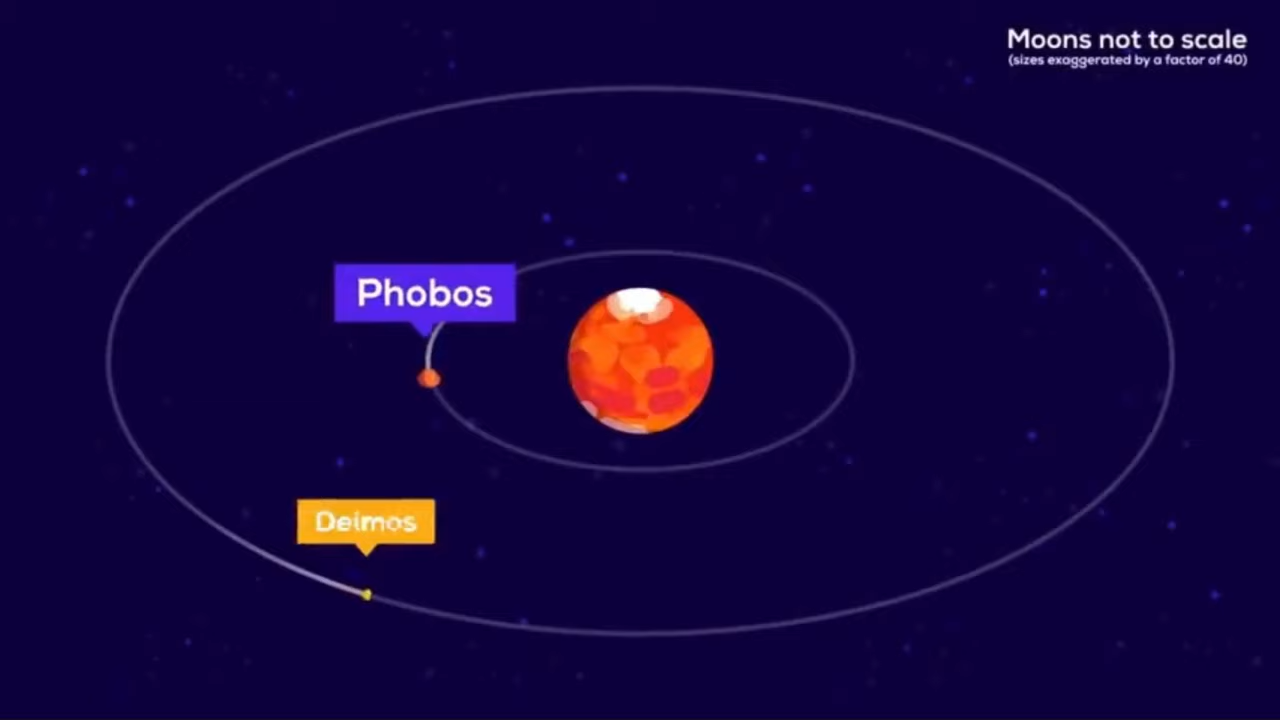 Moons not to scale
(sizes exaggerated by a factor of 40)
Phobos
Deimos